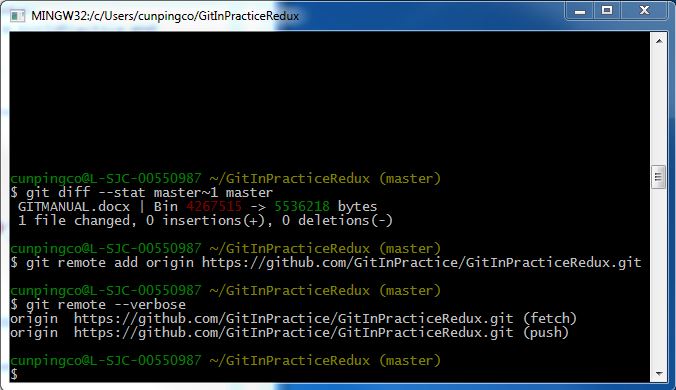 MINGW32:/c/Users/cunpingco/GitInPracticeRedux
cunpingco@L-SJC-00550987 ~/GitInPracticeRedux (master)
$ git diff --stat master~1 master
 GITMANUAL.docx | Bin 4267515 -> 5536218 bytes
 1 file changed, 0 insertions(+), 0 deletions(-)
cunpingco@L-SJC-00550987 ~/GitInPracticeRedux (master)
$ git remote add origin https://github.com/GitInPractice/GitInPracticeRedux.git
cunpingco@L-SJC-00550987 ~/GitInPracticeRedux (master)
$ git remote --verbose
origin  https://github.com/GitInPractice/GitInPracticeRedux.git (fetch)
origin  https://github.com/GitInPractice/GitInPracticeRedux.git (push)
cunpingco@L-SJC-00550987 ~/GitInPracticeRedux (master)
$